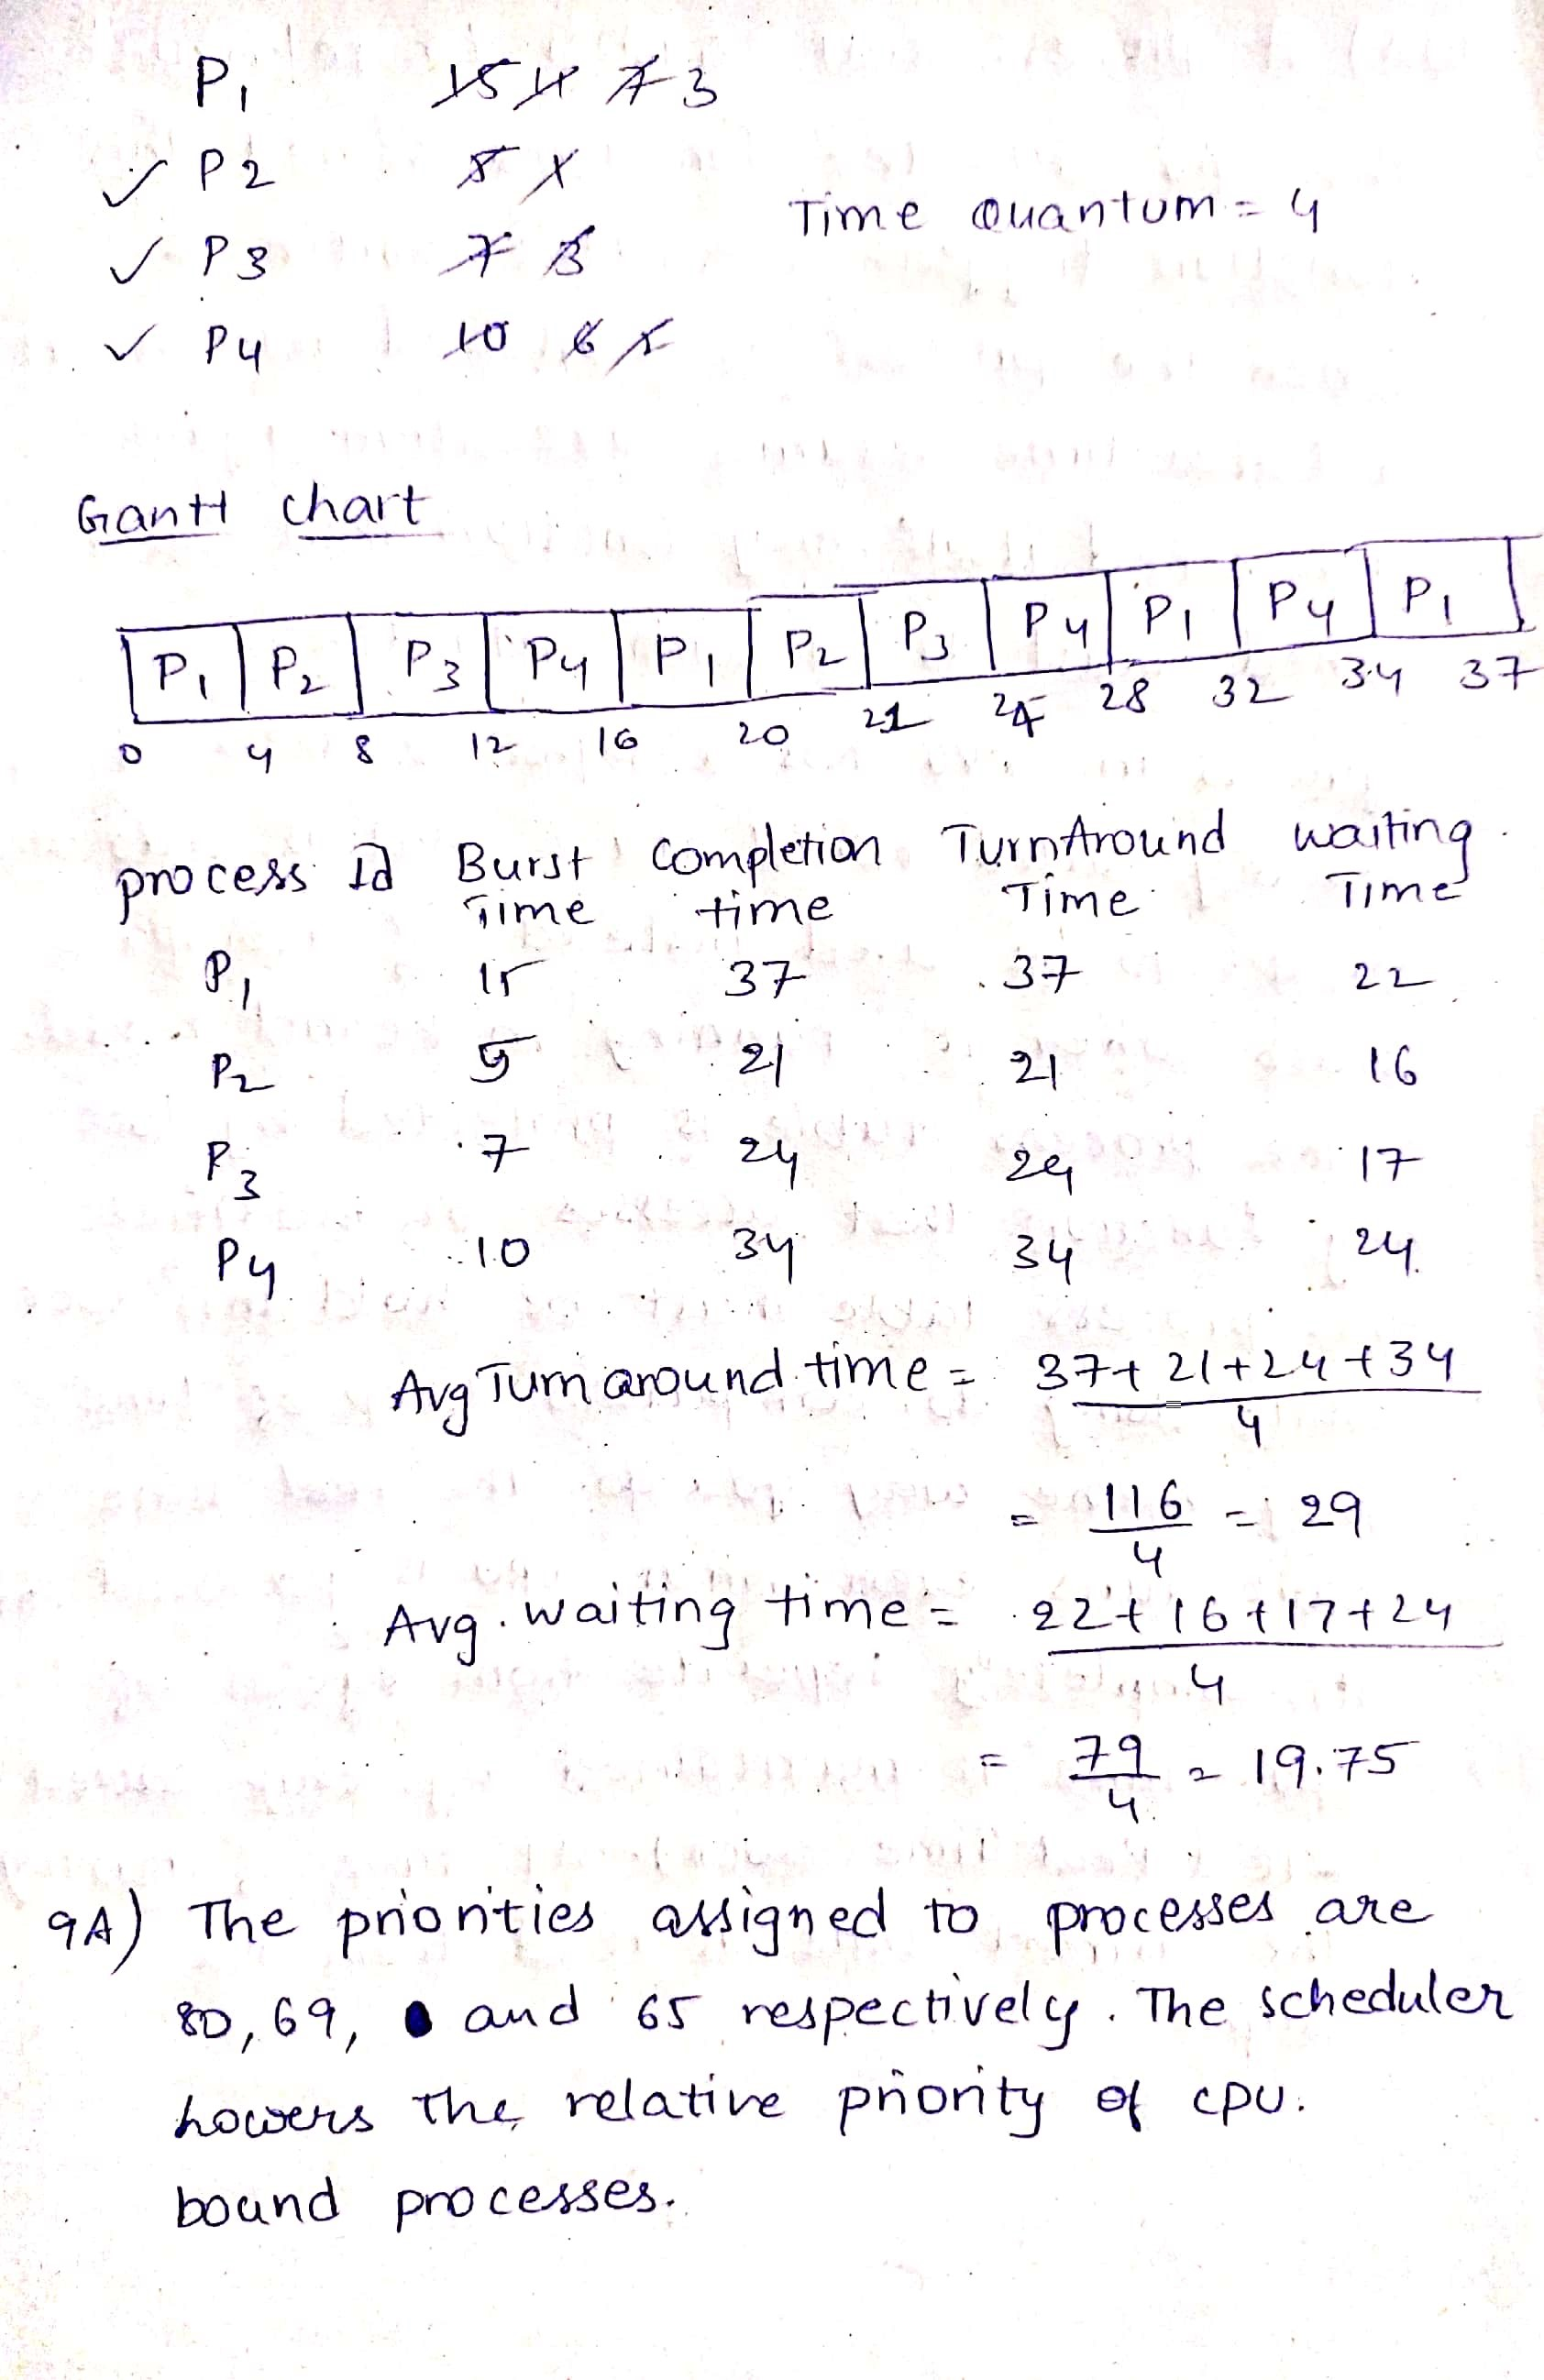 P1 15 11 7 3
✓ P2 5 1
Time Quantum = 4
✓ P3 7 3
✓ P4 10 6 2
Gantt chart
P1 P2 P3 P4 P1 P2 P3 P4 P1 P4 P1
0 4 8 12 16 20 21 24 28 32 34 37
process Id Burst Time Completion time TurnAround Time waiting Time
P1 15 37 37 22
P2 5 21 21 16
P3 7 24 24 17
P4 10 34 34 24
Avg Turn around time = 37+21+24+34
4
= 116 = 29
4
Avg. waiting time = 22+16+17+24
4
= 79 = 19.75
4
9A) The priorities assigned to processes are
80, 69, and 65 respectively. The scheduler
lowers the relative priority of CPU.
bound processes.